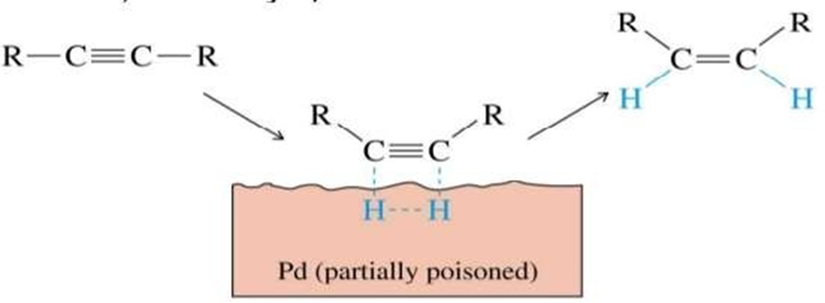 R—C≡C—R
R R
C≡C
H---H
Pd (partially poisoned)
R R
C=C
H H